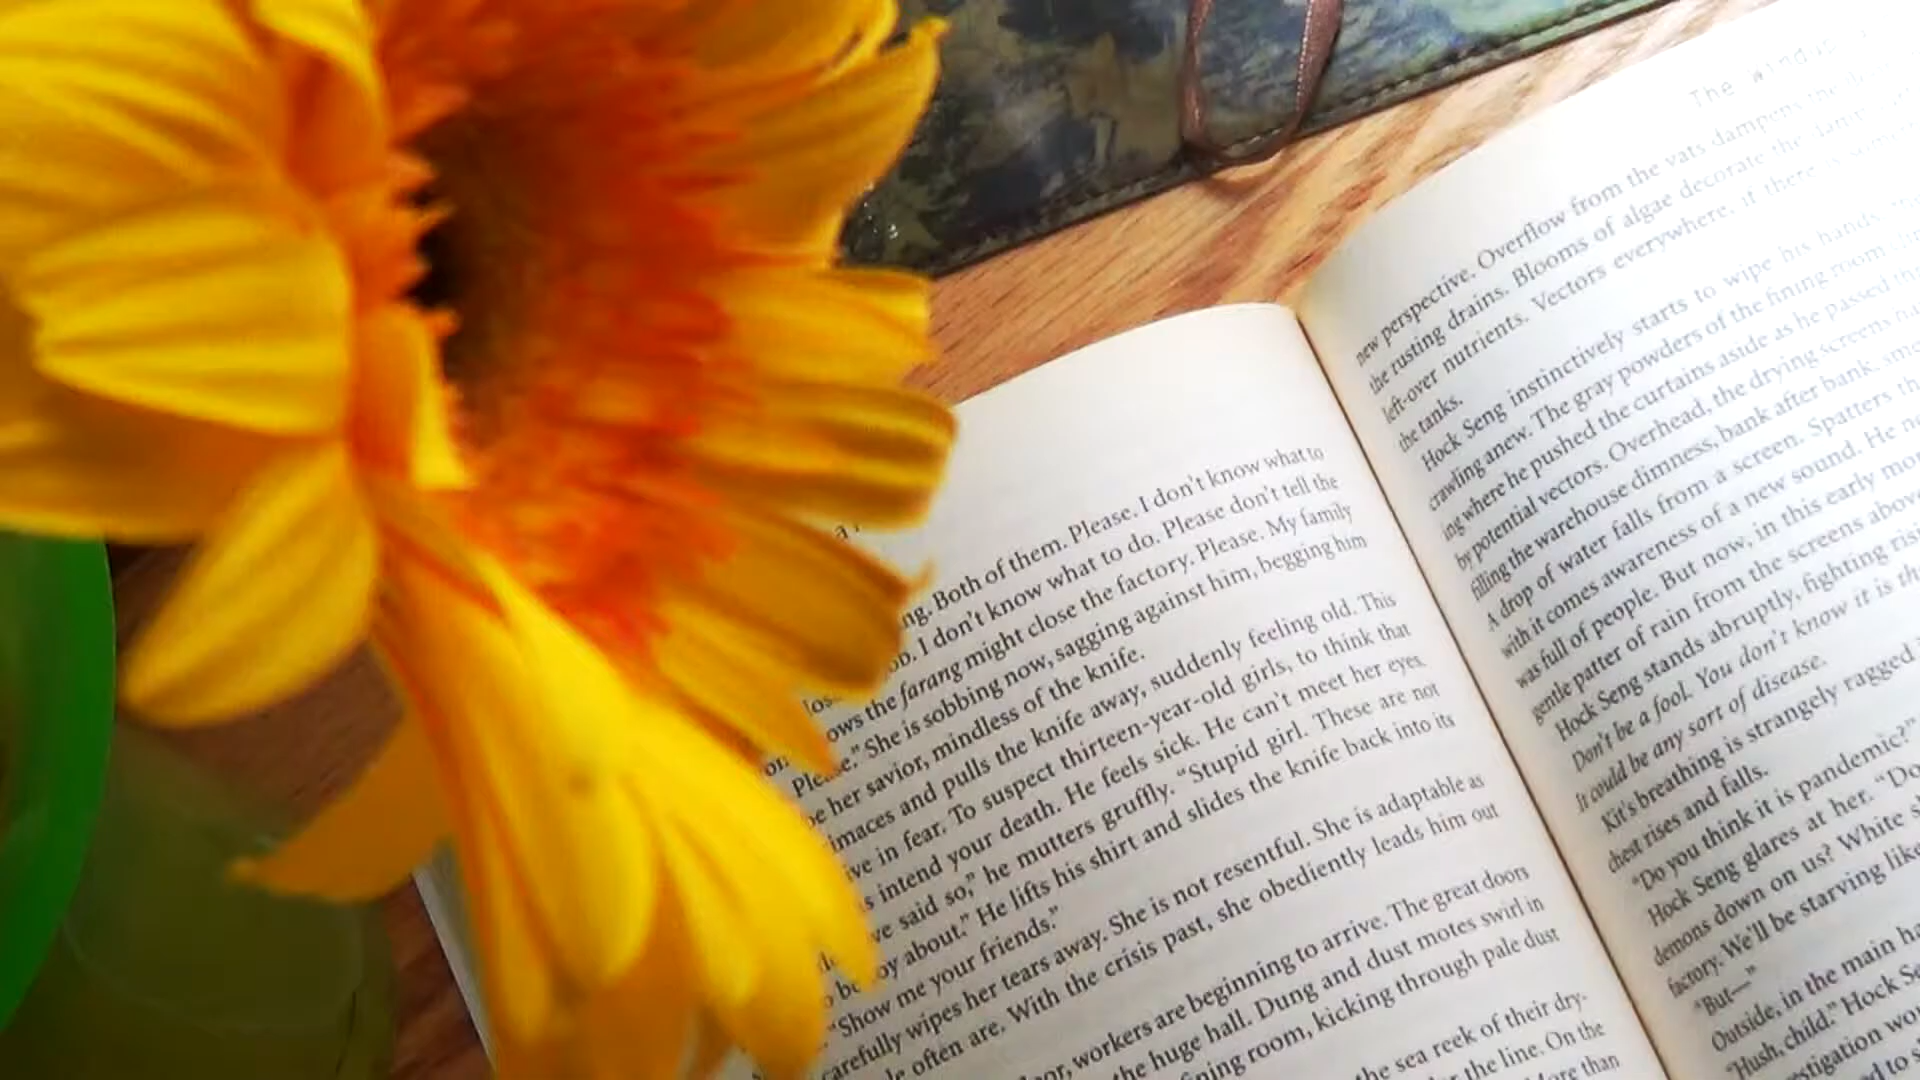 Both of them. Please. I don't know what to
I don't know what to do. Please don't tell the
the farang might close the factory. Please. My family
She is sobbing now, sagging against him, begging him
her savior, mindless of the knife.
and pulls the knife away, suddenly feeling old. This
in fear. To suspect thirteen-year-old girls, to think that
intend your death. He feels sick. He can't meet her eyes.
said so," he mutters gruffly. "Stupid girl. These are not
about." He lifts his shirt and slides the knife back into its
"Show me your friends."
carefully wipes her tears away. She is not resentful. She is adaptable as
often are. With the crisis past, she obediently leads him out
workers are beginning to arrive. The great doors
the huge hall. Dung and dust motes swirl in
room, kicking through pale dust
the sea reek of their dry-
the line. On the
than
The Windup
new perspective. Overflow from the vats dampens the
the rusting drains. Blooms of algae decorate the
left-over nutrients. Vectors everywhere, if there is
the tanks.
Hock Seng instinctively starts to wipe his hands
crawling anew. The gray powders of the fining room
ing where he pushed the curtains aside as he passed
by potential vectors. Overhead, the drying screens
filling the warehouse dimness, bank after bank,
A drop of water falls from a screen. Spatters
with it comes awareness of a new sound. He
was full of people. But now, in this early
gentle patter of rain from the screens
Hock Seng stands abruptly, fighting
Don't be a fool. You don't know it is
It could be any sort of disease.
Kit's breathing is strangely ragged
chest rises and falls.
"Do you think it is pandemic?"
Hock Seng glares at her.
demons down on us? White
factory. We'll be starving like
"But—"
Outside, in the main
"Hush, child." Hock